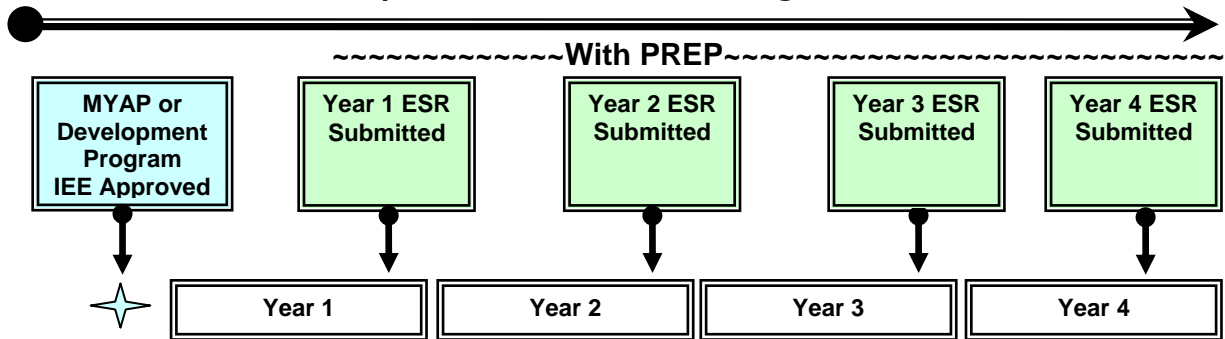 ~~~~~~~~~~~~~With PREP~~~~~~~~~~~~~~~~~~~~~~~~~~~~
MYAP or
Development
Program
IEE Approved
Year 1 ESR
Submitted
Year 2 ESR
Submitted
Year 3 ESR
Submitted
Year 4 ESR
Submitted
Year 1
Year 2
Year 3
Year 4